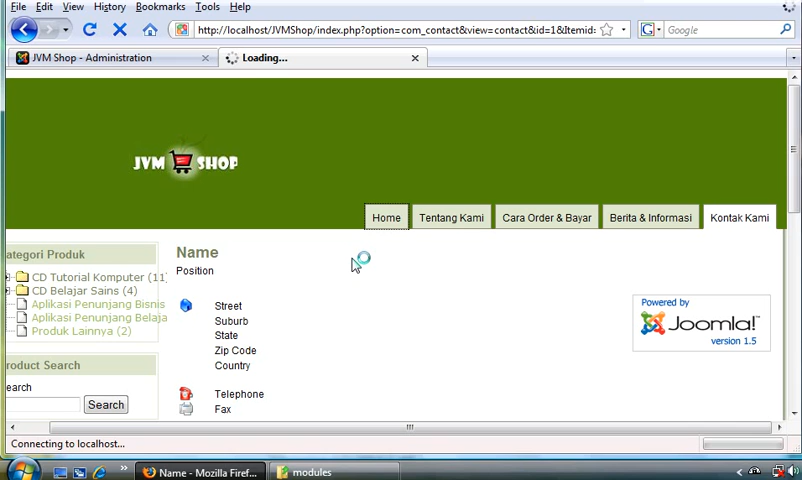 File Edit View History Bookmarks Tools Help
http://localhost/JVMShop/index.php?option=com_contact&view=contact&id=1&Itemid: Google
JVM Shop - Administration Loading...
JVM SHOP
Home Tentang Kami Cara Order & Bayar Berita & Informasi Kontak Kami
ategori Produk
CD Tutorial Komputer (11)
CD Belajar Sains (4)
Aplikasi Penunjang Bisnis
Aplikasi Penunjang Belaja
Produk Lainnya (2)
roduct Search
earch
Search
Name
Position
Street
Suburb
State
Zip Code
Country
Telephone
Fax
Powered by
Joomla!™
version 1.5
Connecting to localhost...
Name - Mozilla Firef... modules